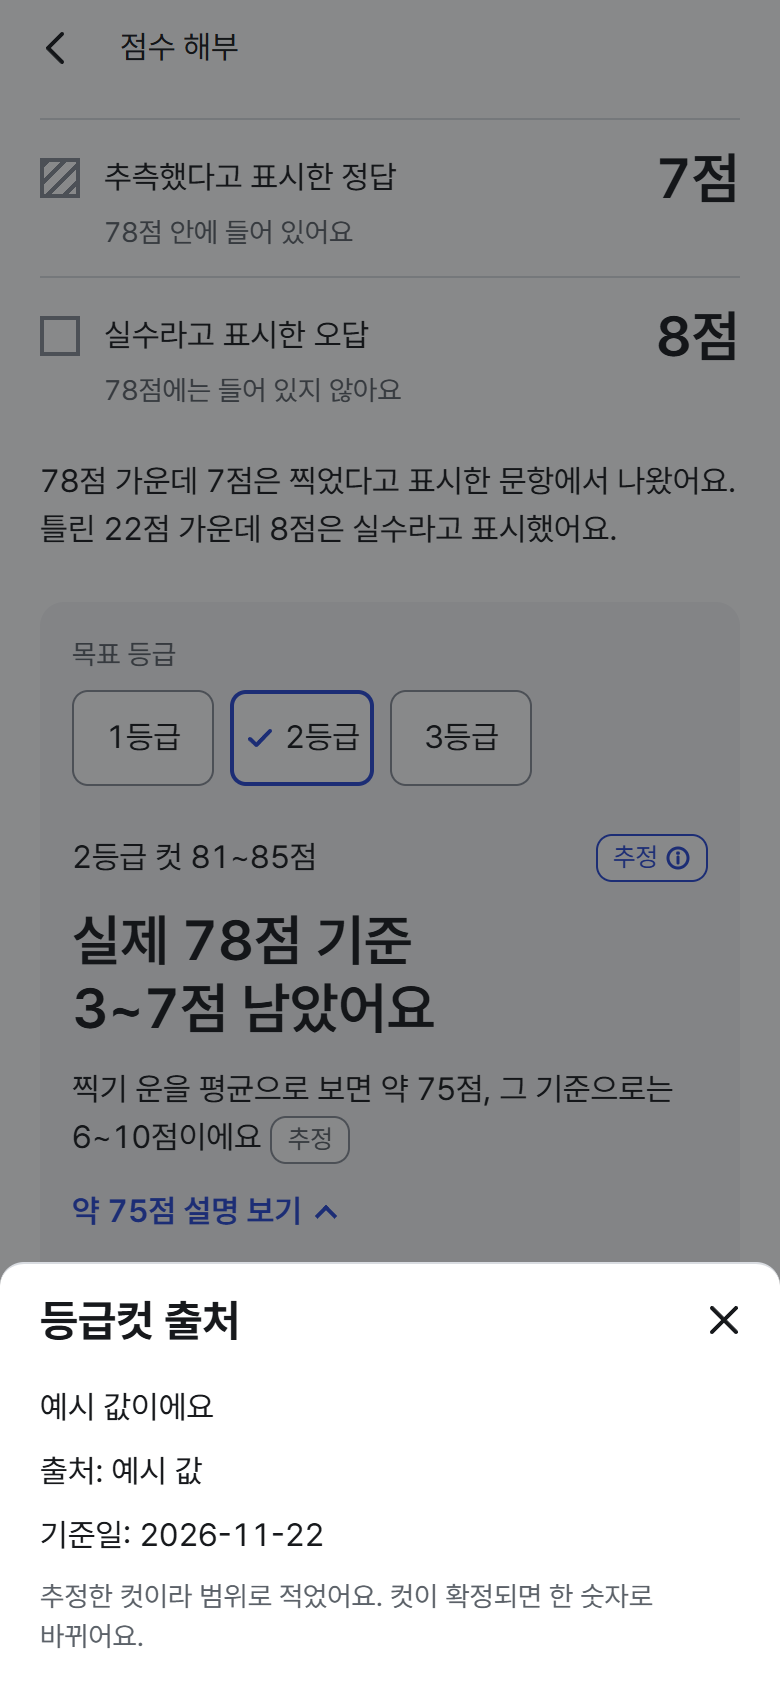 점수 해부
추측했다고 표시한 정답
7점
78점 안에 들어 있어요
실수라고 표시한 오답
8점
78점에는 들어 있지 않아요
78점 가운데 7점은 찍었다고 표시한 문항에서 나왔어요.
틀린 22점 가운데 8점은 실수라고 표시했어요.
목표 등급
1등급
2등급
3등급
2등급 컷 81~85점
추정
실제 78점 기준
3~7점 남았어요
찍기 운을 평균으로 보면 약 75점, 그 기준으로는
6~10점이에요 추정
약 75점 설명 보기
등급컷 출처
예시 값이에요
출처: 예시 값
기준일: 2026-11-22
추정한 컷이라 범위로 적었어요. 컷이 확정되면 한 숫자로
바뀌어요.